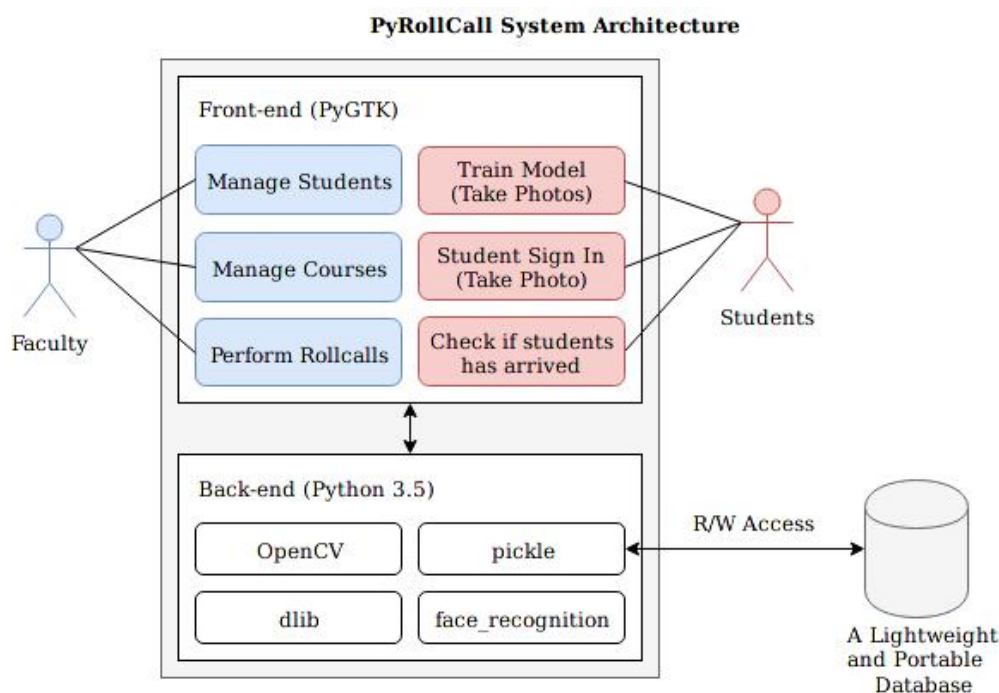 PyRollCall System Architecture
Front-end (PyGTK)
Manage Students
Train Model
(Take Photos)
Manage Courses
Student Sign In
(Take Photo)
Perform Rollcalls
Check if students
has arrived
Faculty
Students
Back-end (Python 3.5)
OpenCV
pickle
dlib
face_recognition
R/W Access
A Lightweight
and Portable
Database